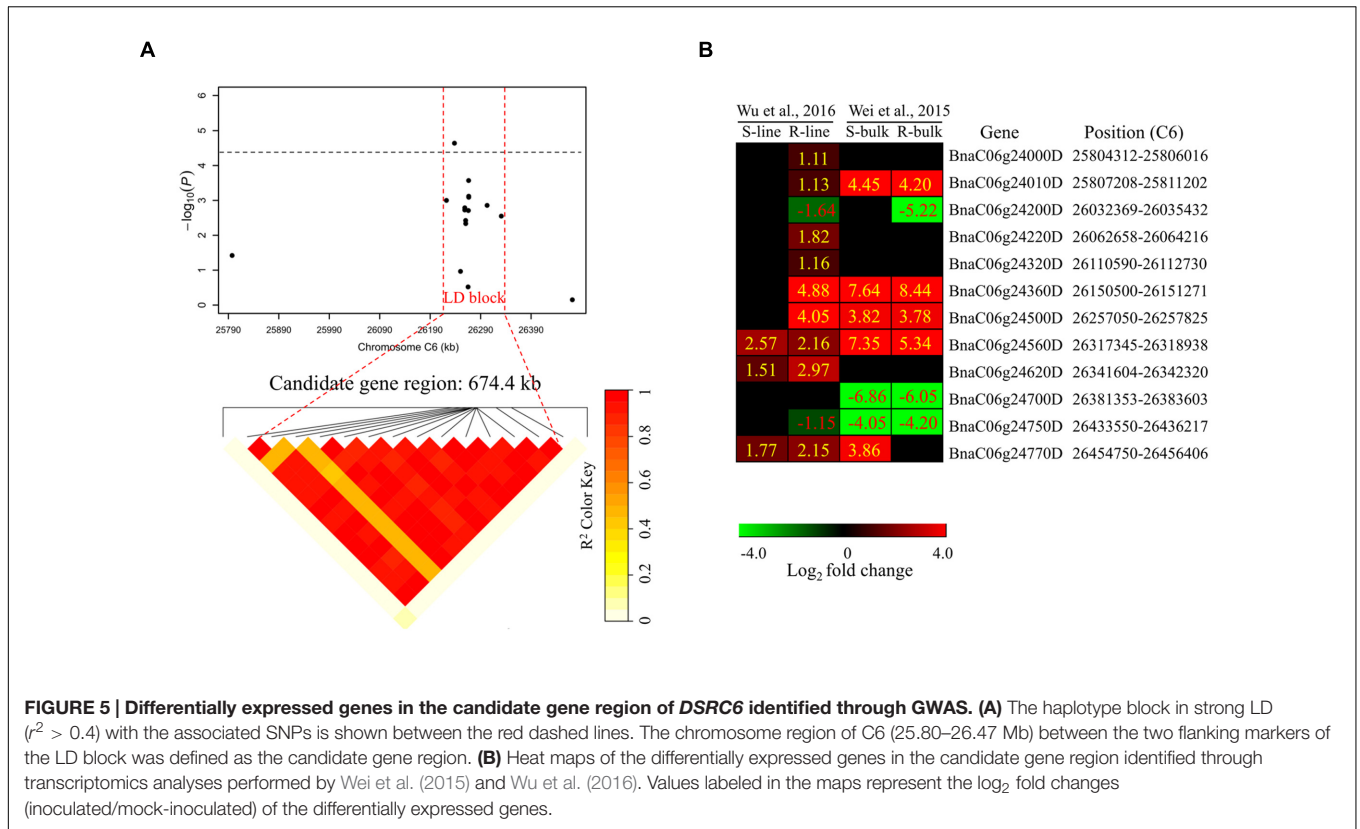 A
B
6
5
4
3
2
1
0
−log10(P)
LD block
25790 25890 25990 26090 26190 26290 26390
Chromosome C6 (kb)
Candidate gene region: 674.4 kb
1
0.8
0.6
0.4
0.2
0
R2 Color Key
Wu et al., 2016 Wei et al., 2015
S-line R-line S-bulk R-bulk Gene Position (C6)
1.11 BnaC06g24000D 25804312-25806016
1.13 4.45 4.20 BnaC06g24010D 25807208-25811202
-1.64 -5.22 BnaC06g24200D 26032369-26035432
1.82 BnaC06g24220D 26062658-26064216
1.16 BnaC06g24320D 26110590-26112730
4.88 7.64 8.44 BnaC06g24360D 26150500-26151271
4.05 3.82 3.78 BnaC06g24500D 26257050-26257825
2.57 2.16 7.35 5.34 BnaC06g24560D 26317345-26318938
1.51 2.97 BnaC06g24620D 26341604-26342320
-6.86 -6.05 BnaC06g24700D 26381353-26383603
-1.15 -4.05 -4.20 BnaC06g24750D 26433550-26436217
1.77 2.15 3.86 BnaC06g24770D 26454750-26456406
-4.0 0 4.0
Log2 fold change
FIGURE 5 | Differentially expressed genes in the candidate gene region of DSRC6 identified through GWAS. (A) The haplotype block in strong LD
(r2 > 0.4) with the associated SNPs is shown between the red dashed lines. The chromosome region of C6 (25.80–26.47 Mb) between the two flanking markers of
the LD block was defined as the candidate gene region. (B) Heat maps of the differentially expressed genes in the candidate gene region identified through
transcriptomics analyses performed by Wei et al. (2015) and Wu et al. (2016). Values labeled in the maps represent the log2 fold changes
(inoculated/mock-inoculated) of the differentially expressed genes.